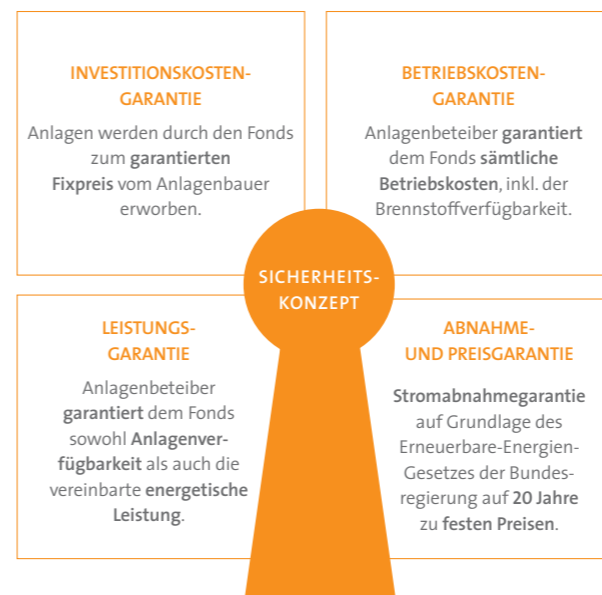 INVESTITIONSKOSTEN-
GARANTIE
Anlagen werden durch den Fonds
zum garantierten
Fixpreis vom Anlagenbauer
erworben.
BETRIEBSKOSTEN-
GARANTIE
Anlagenbeteiber garantiert
dem Fonds sämtliche
Betriebskosten, inkl. der
Brennstoffverfügbarkeit.
SICHERHEITS-
KONZEPT
LEISTUNGS-
GARANTIE
Anlagenbeteiber
garantiert dem Fonds
sowohl Anlagenver-
fügbarkeit als auch die
vereinbarte energetische
Leistung.
ABNAHME-
UND PREISGARANTIE
Stromabnahmegarantie
auf Grundlage des
Erneuerbare-Energien-
Gesetzes der Bundes-
regierung auf 20 Jahre
zu festen Preisen.